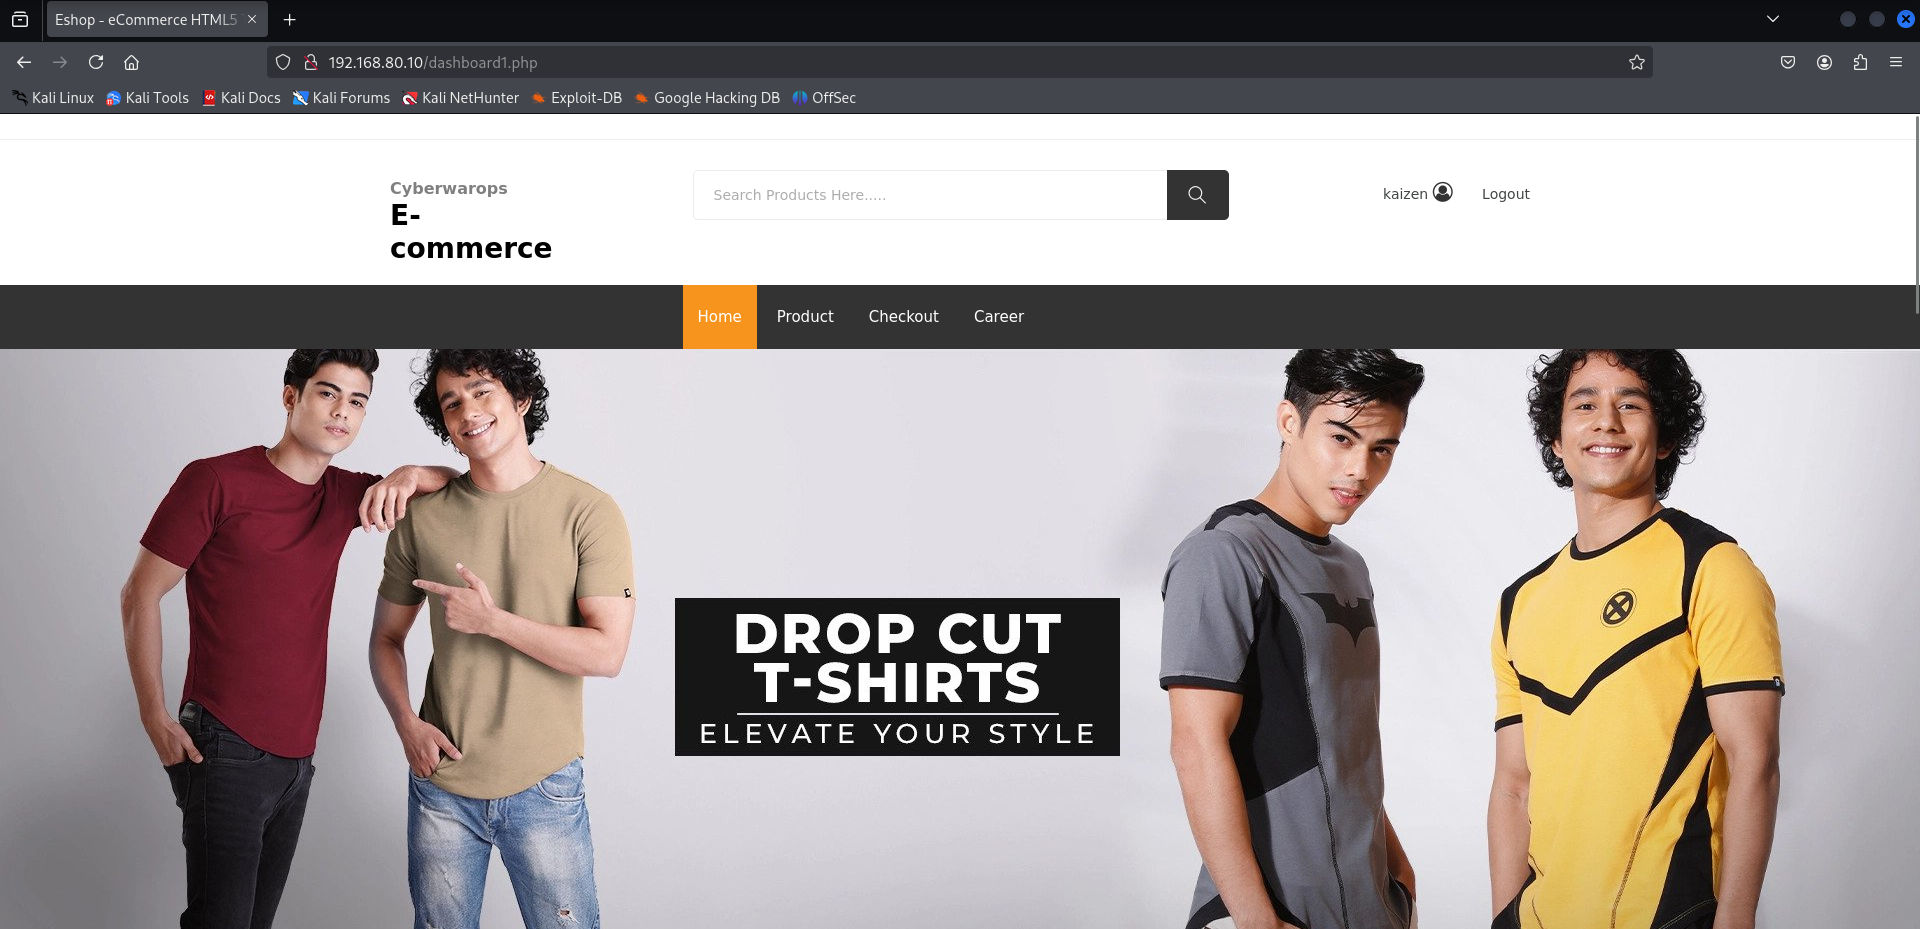 Eshop - eCommerce HTML5
192.168.80.10/dashboard1.php
Kali Linux Kali Tools Kali Docs Kali Forums Kali NetHunter Exploit-DB Google Hacking DB OffSec
Cyberwarops
E-
commerce
Search Products Here.....
kaizen Logout
Home Product Checkout Career
DROP CUT
T-SHIRTS
ELEVATE YOUR STYLE